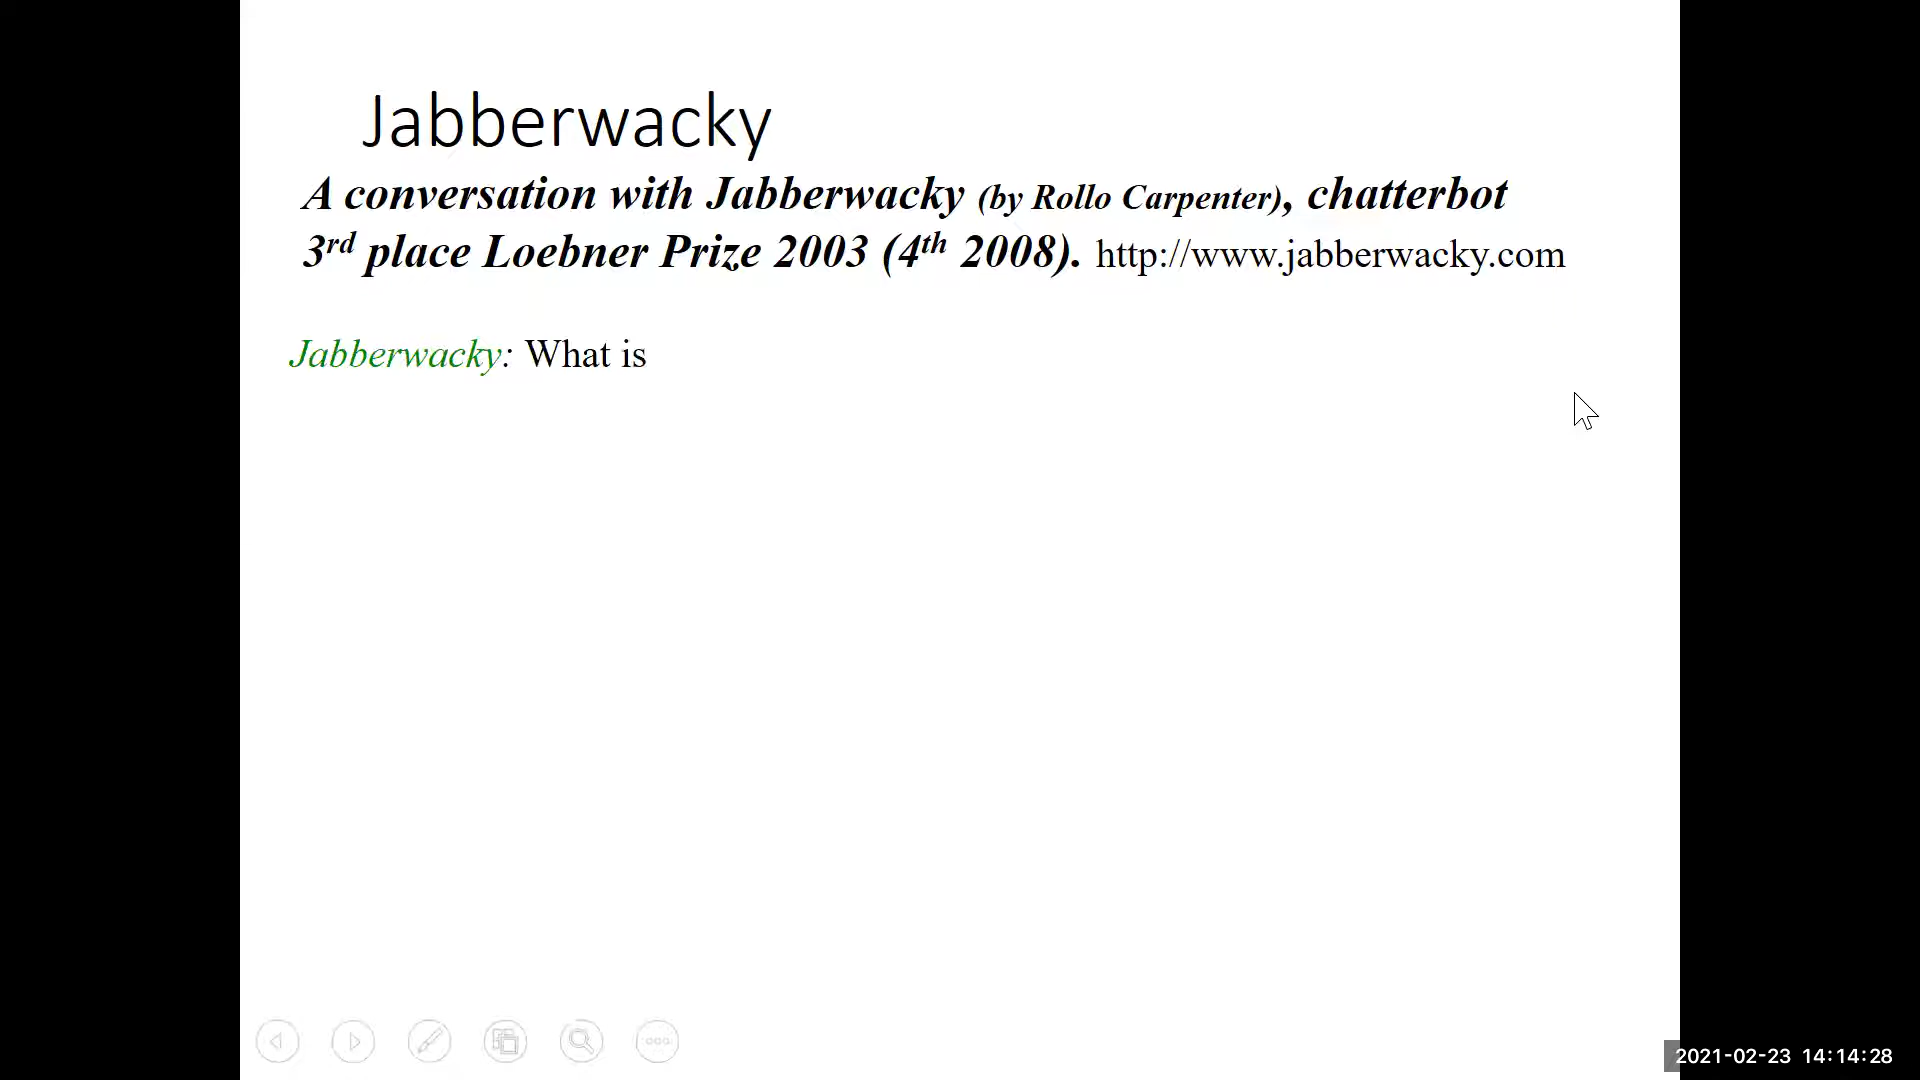 Jabberwacky
A conversation with Jabberwacky (by Rollo Carpenter), chatterbot
3rd place Loebner Prize 2003 (4th 2008). http://www.jabberwacky.com
Jabberwacky: What is
2021-02-23 14:14:28